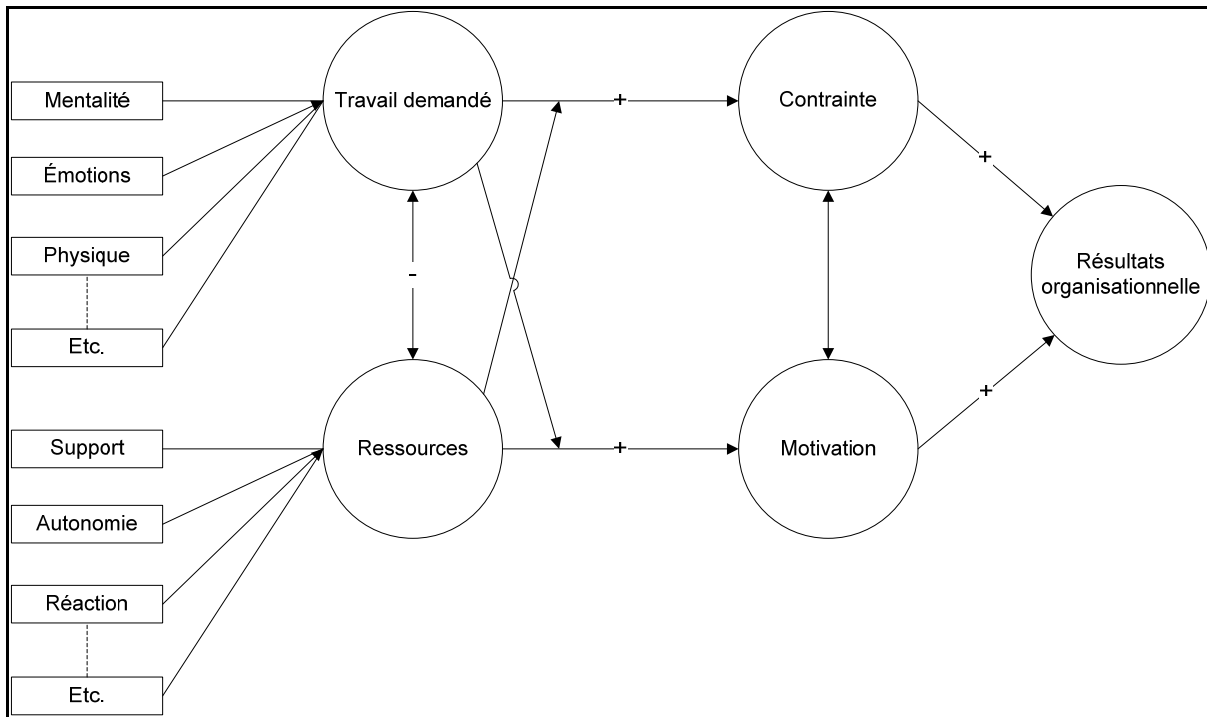 Mentalité
Émotions
Physique
Etc.
Support
Autonomie
Réaction
Etc.
Travail demandé
-
Ressources
+
+
Contrainte
Motivation
+
+
Résultats
organisationnelle